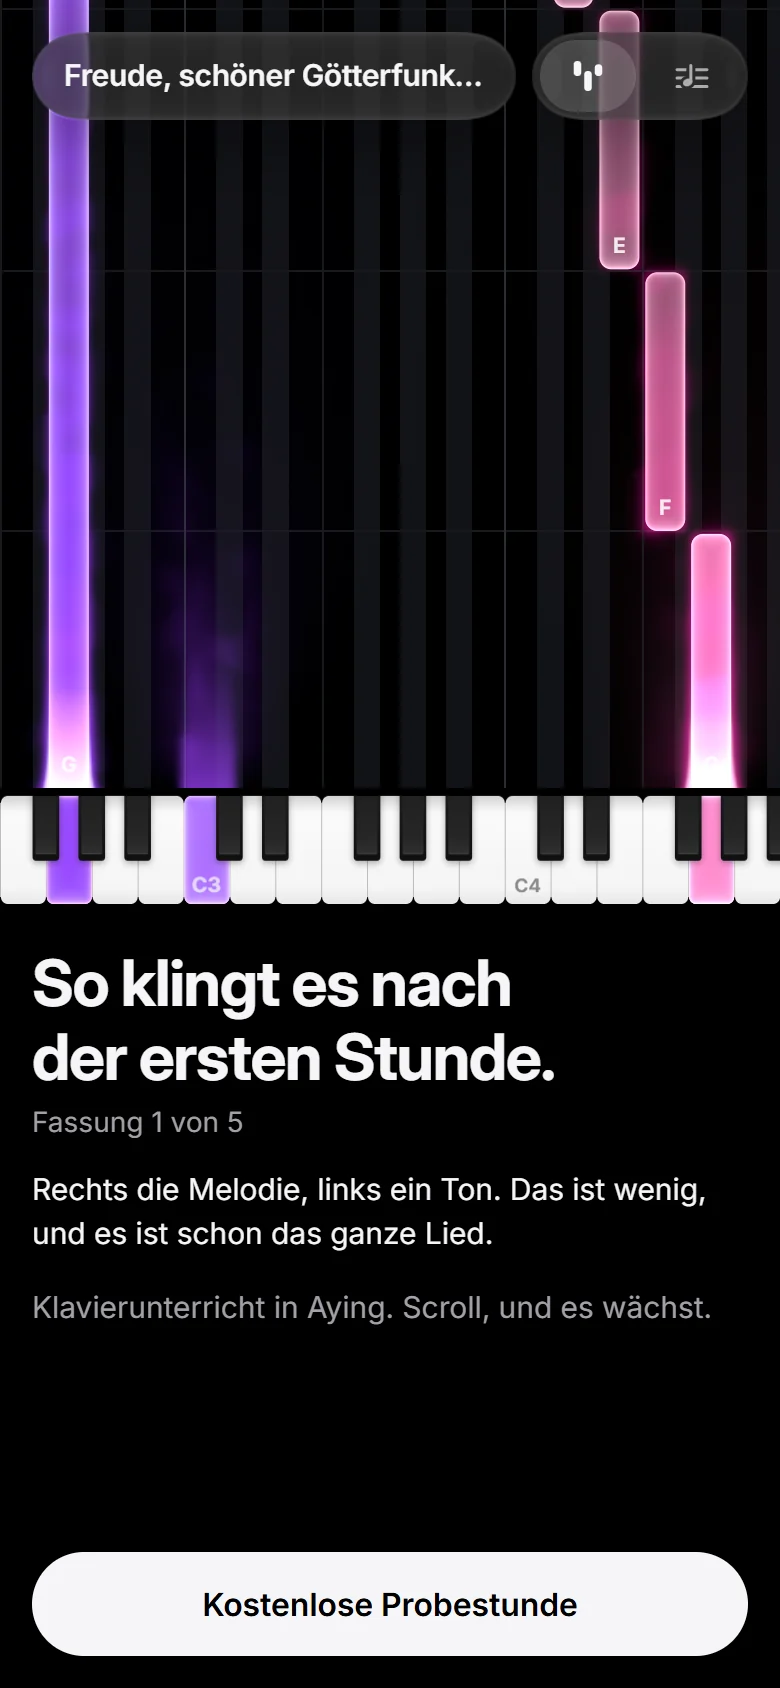 Freude, schöner Götterfunk…
E
F
G
C3
C4
So klingt es nach
der ersten Stunde.
Fassung 1 von 5
Rechts die Melodie, links ein Ton. Das ist wenig,
und es ist schon das ganze Lied.
Klavierunterricht in Aying. Scroll, und es wächst.
Kostenlose Probestunde